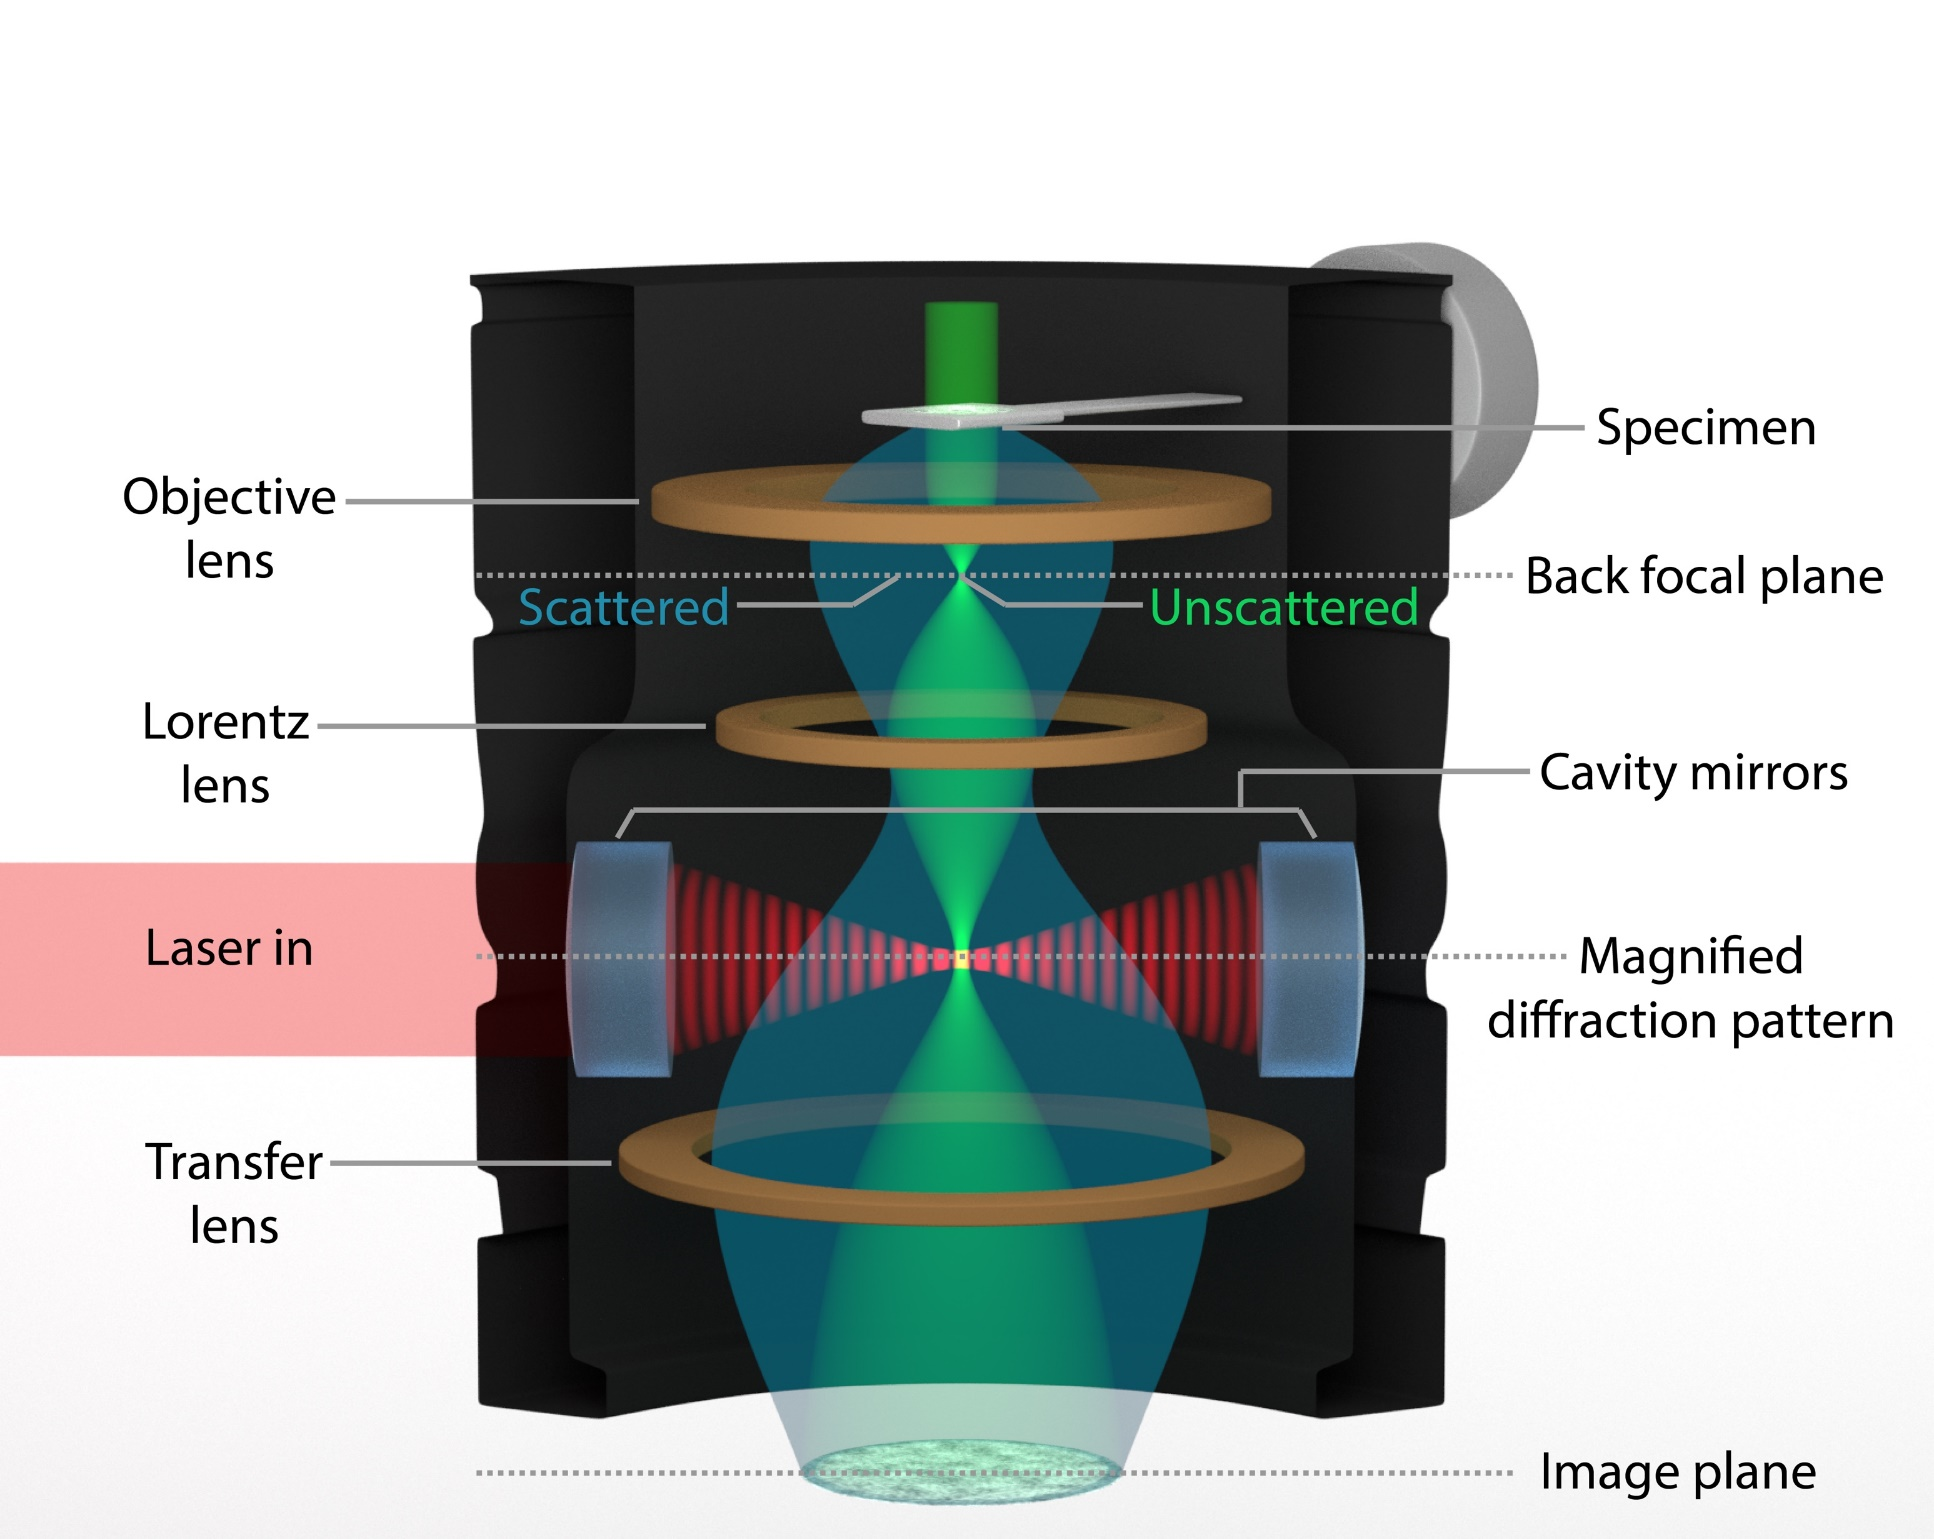 Specimen
Objective
lens
Back focal plane
Scattered
Unscattered
Lorentz
lens
Cavity mirrors
Laser in
Magnified
diffraction pattern
Transfer
lens
Image plane